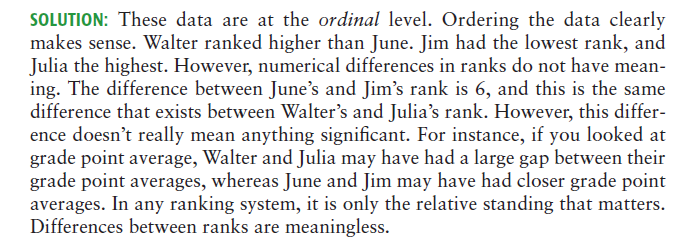 SOLUTION: These data are at the ordinal level. Ordering the data clearly
makes sense. Walter ranked higher than June. Jim had the lowest rank, and
Julia the highest. However, numerical differences in ranks do not have mean-
ing. The difference between June’s and Jim’s rank is 6, and this is the same
difference that exists between Walter’s and Julia’s rank. However, this differ-
ence doesn’t really mean anything significant. For instance, if you looked at
grade point average, Walter and Julia may have had a large gap between their
grade point averages, whereas June and Jim may have had closer grade point
averages. In any ranking system, it is only the relative standing that matters.
Differences between ranks are meaningless.